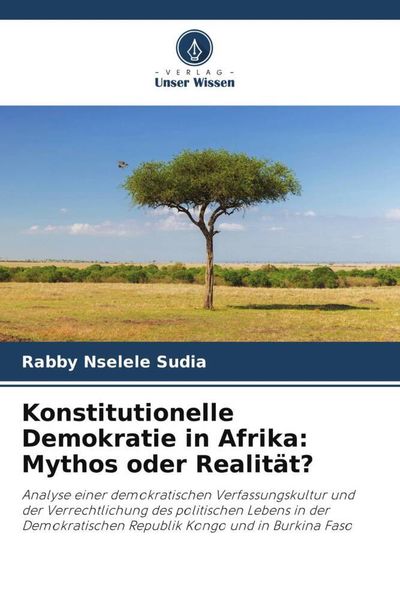 - VERLAG -
Unser Wissen
Rabby Nselele Sudia
Konstitutionelle
Demokratie in Afrika:
Mythos oder Realität?
Analyse einer demokratischen Verfassungskultur und
der Verrechtlichung des politischen Lebens in der
Demokratischen Republik Kongo und in Burkina Faso